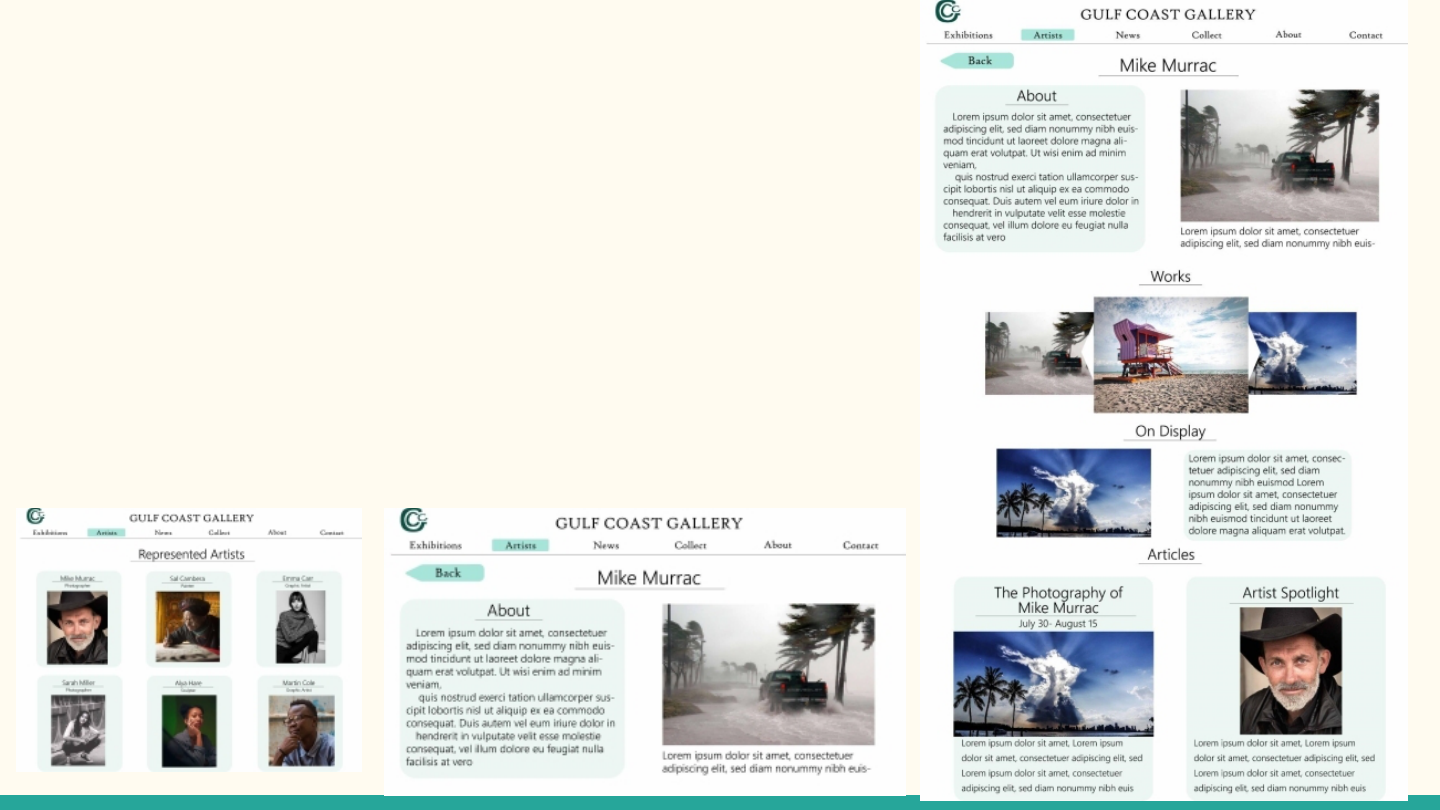 GULF COAST GALLERY
Exhibitions Artists News Collect About Contact
Represented Artists
Mike Murrac
Photographer
Sal Combera
Painter
Emma Carr
Graphic Artist
Sarah Miller
Photographer
Alya Hare
Sculptor
Martin Cole
Graphic Artist
GULF COAST GALLERY
Exhibitions Artists News Collect About Contact
Back
Mike Murrac
About
Lorem ipsum dolor sit amet, consectetuer
adipiscing elit, sed diam nonummy nibh euis-
mod tincidunt ut laoreet dolore magna ali-
quam erat volutpat. Ut wisi enim ad minim
veniam,
quis nostrud exerci tation ullamcorper sus-
cipit lobortis nisl ut aliquip ex ea commodo
consequat. Duis autem vel eum iriure dolor in
hendrerit in vulputate velit esse molestie
consequat, vel illum dolore eu feugiat nulla
facilisis at vero
Lorem ipsum dolor sit amet, consectetuer
adipiscing elit, sed diam nonummy nibh euis-
GULF COAST GALLERY
Exhibitions Artists News Collect About Contact
Back
Mike Murrac
About
Lorem ipsum dolor sit amet, consectetuer
adipiscing elit, sed diam nonummy nibh euis-
mod tincidunt ut laoreet dolore magna ali-
quam erat volutpat. Ut wisi enim ad minim
veniam,
quis nostrud exerci tation ullamcorper sus-
cipit lobortis nisl ut aliquip ex ea commodo
consequat. Duis autem vel eum iriure dolor in
hendrerit in vulputate velit esse molestie
consequat, vel illum dolore eu feugiat nulla
facilisis at vero
Lorem ipsum dolor sit amet, consectetuer
adipiscing elit, sed diam nonummy nibh euis-
Works
On Display
Lorem ipsum dolor sit amet, consec-
tetuer adipiscing elit, sed diam
nonummy nibh euismod Lorem
ipsum dolor sit amet, consectetuer
adipiscing elit, sed diam nonummy
nibh euismod tincidunt ut laoreet
dolore magna aliquam erat volutpat.
Articles
The Photography of
Mike Murrac
July 30- August 15
Lorem ipsum dolor sit amet, Lorem ipsum
dolor sit amet, consectetuer adipiscing elit, sed
Lorem ipsum dolor sit amet, consectetuer
adipiscing elit, sed diam nonummy nibh euis
Artist Spotlight
Lorem ipsum dolor sit amet, Lorem ipsum
dolor sit amet, consectetuer adipiscing elit, sed
Lorem ipsum dolor sit amet, consectetuer
adipiscing elit, sed diam nonummy nibh euis